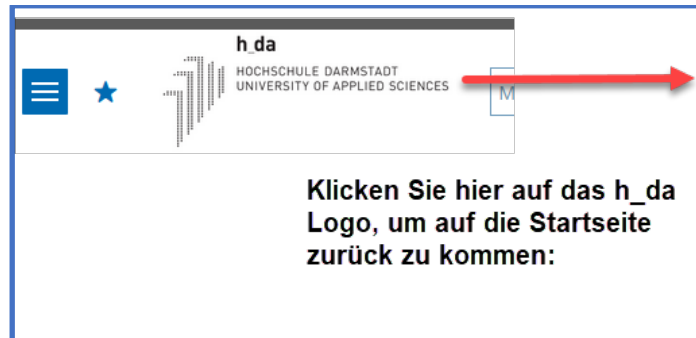 h_da
HOCHSCHULE DARMSTADT
UNIVERSITY OF APPLIED SCIENCES
M
Klicken Sie hier auf das h_da
Logo, um auf die Startseite
zurück zu kommen: